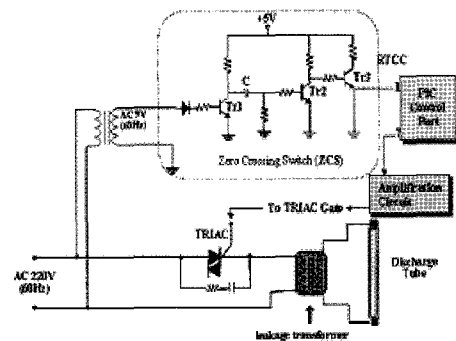 +5V
RTCC
C
Tr1
Tr2
Tr3
AC 9V
(60Hz)
PIC
Control
Part
Zero Crossing Switch (ZCS)
Amplification
Circuit
To TRIAC Gate
TRIAC
AC 220V
(60Hz)
Discharge
Tube
leakage transformer